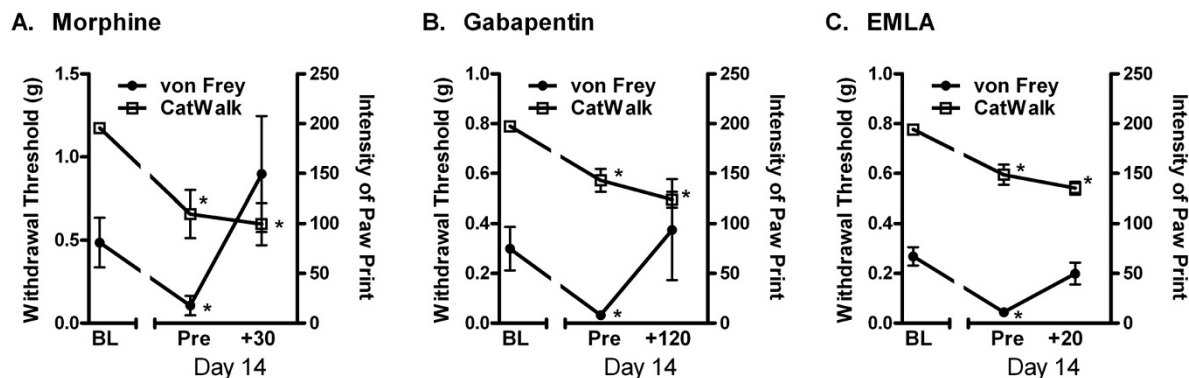 A. Morphine
Withdrawal Threshold (g)
1.5
1.0
0.5
0.0
von Frey
CatWalk
*
*
*
250
200
150
100
50
0
Intensity of Paw Print
BL
Pre
+30
Day 14
B. Gabapentin
Withdrawal Threshold (g)
1.0
0.8
0.6
0.4
0.2
0.0
von Frey
CatWalk
*
*
*
250
200
150
100
50
0
Intensity of Paw Print
BL
Pre
+120
Day 14
C. EMLA
Withdrawal Threshold (g)
1.0
0.8
0.6
0.4
0.2
0.0
von Frey
CatWalk
*
*
*
250
200
150
100
50
0
Intensity of Paw Print
BL
Pre
+20
Day 14